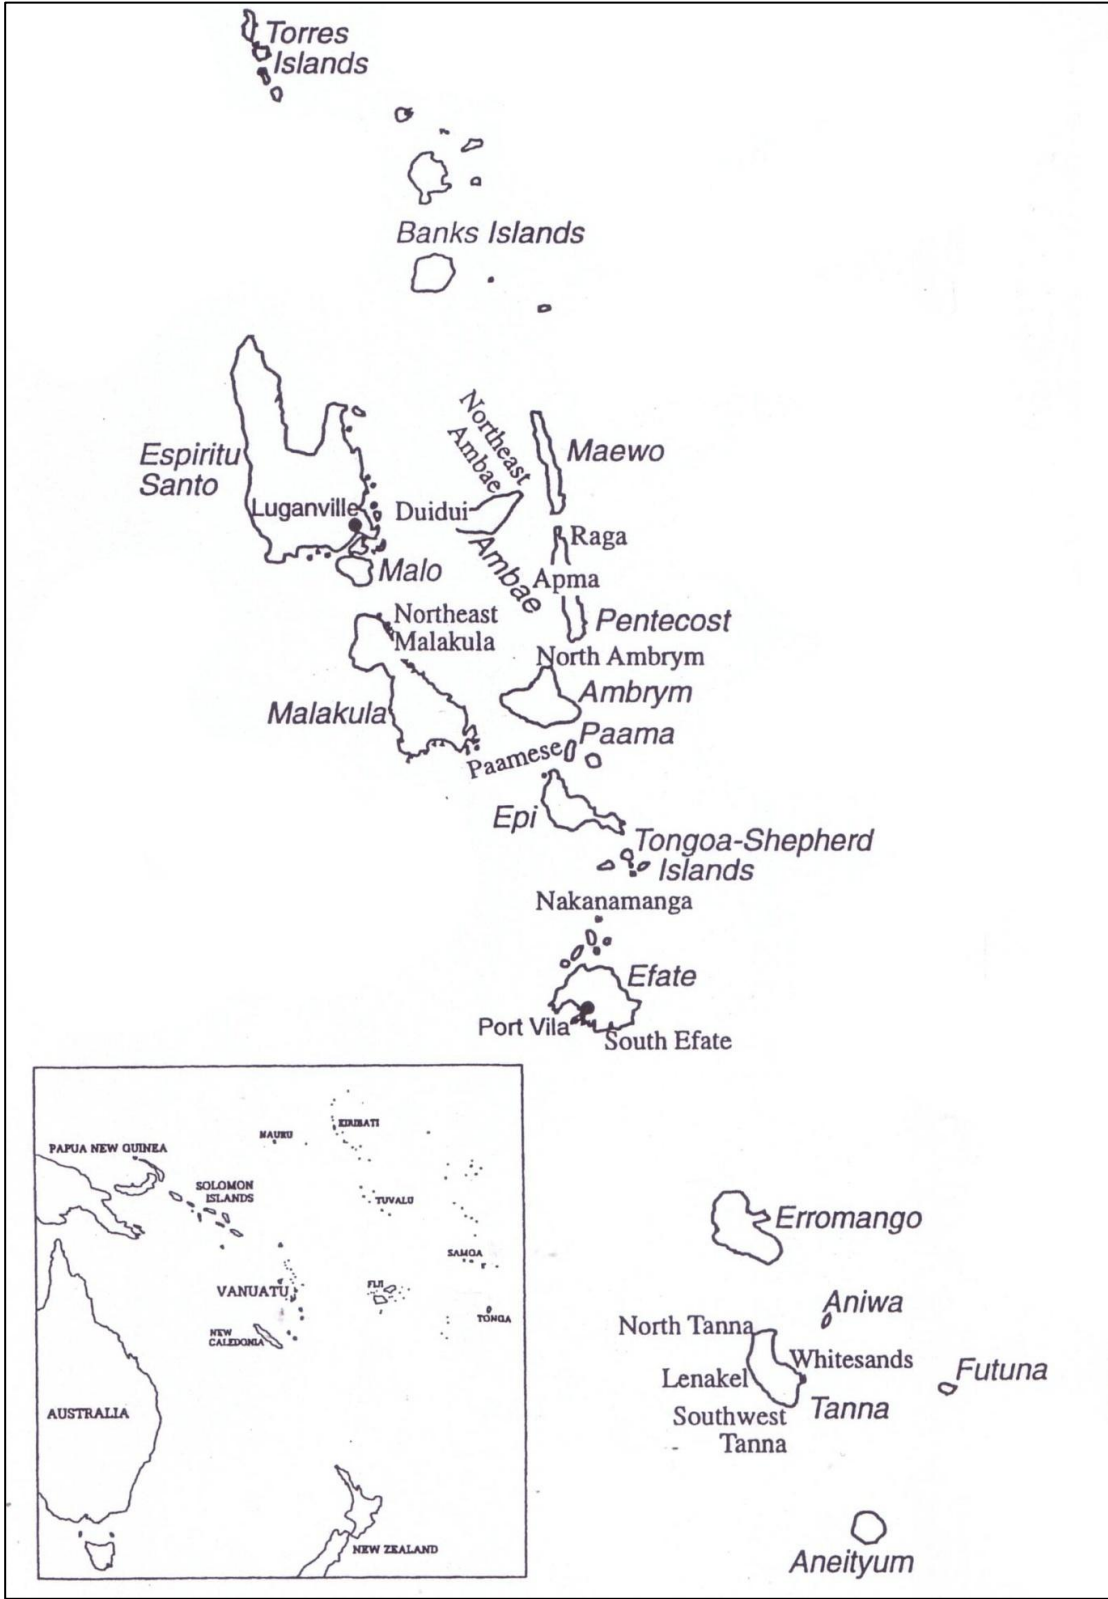 Torres
Islands
Banks Islands
Northeast
Ambae
Maewo
Espiritu
Santo
Luganville
Duidui
Raga
Ambae
Apma
Malo
Northeast
Malakula
Pentecost
North Ambrym
Ambrym
Malakula
Paama
Paamese
Epi
Tongoa-Shepherd
Islands
Nakanamanga
Efate
Port Vila
South Efate
KIRIBATI
NAURU
PAPUA NEW GUINEA
SOLOMON
ISLANDS
TUVALU
SAMOA
VANUATU
FIJI
TONGA
NEW
CALEDONIA
AUSTRALIA
NEW ZEALAND
Erromango
Aniwa
North Tanna
Whitesands
Futuna
Lenakel
Tanna
Southwest
Tanna
Aneityum